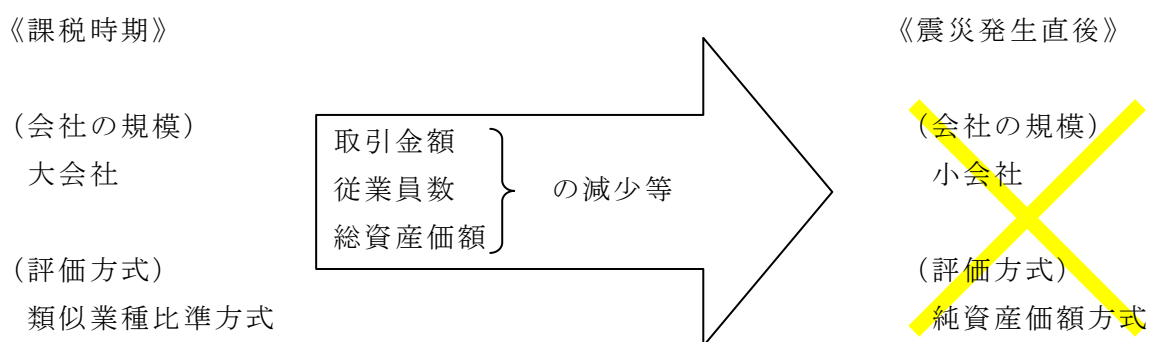 《課税時期》
(会社の規模)
大会社
(評価方式)
類似業種比準方式
取引金額
従業員数
総資産価額
の減少等
《震災発生直後》
(会社の規模)
小会社
(評価方式)
純資産価額方式